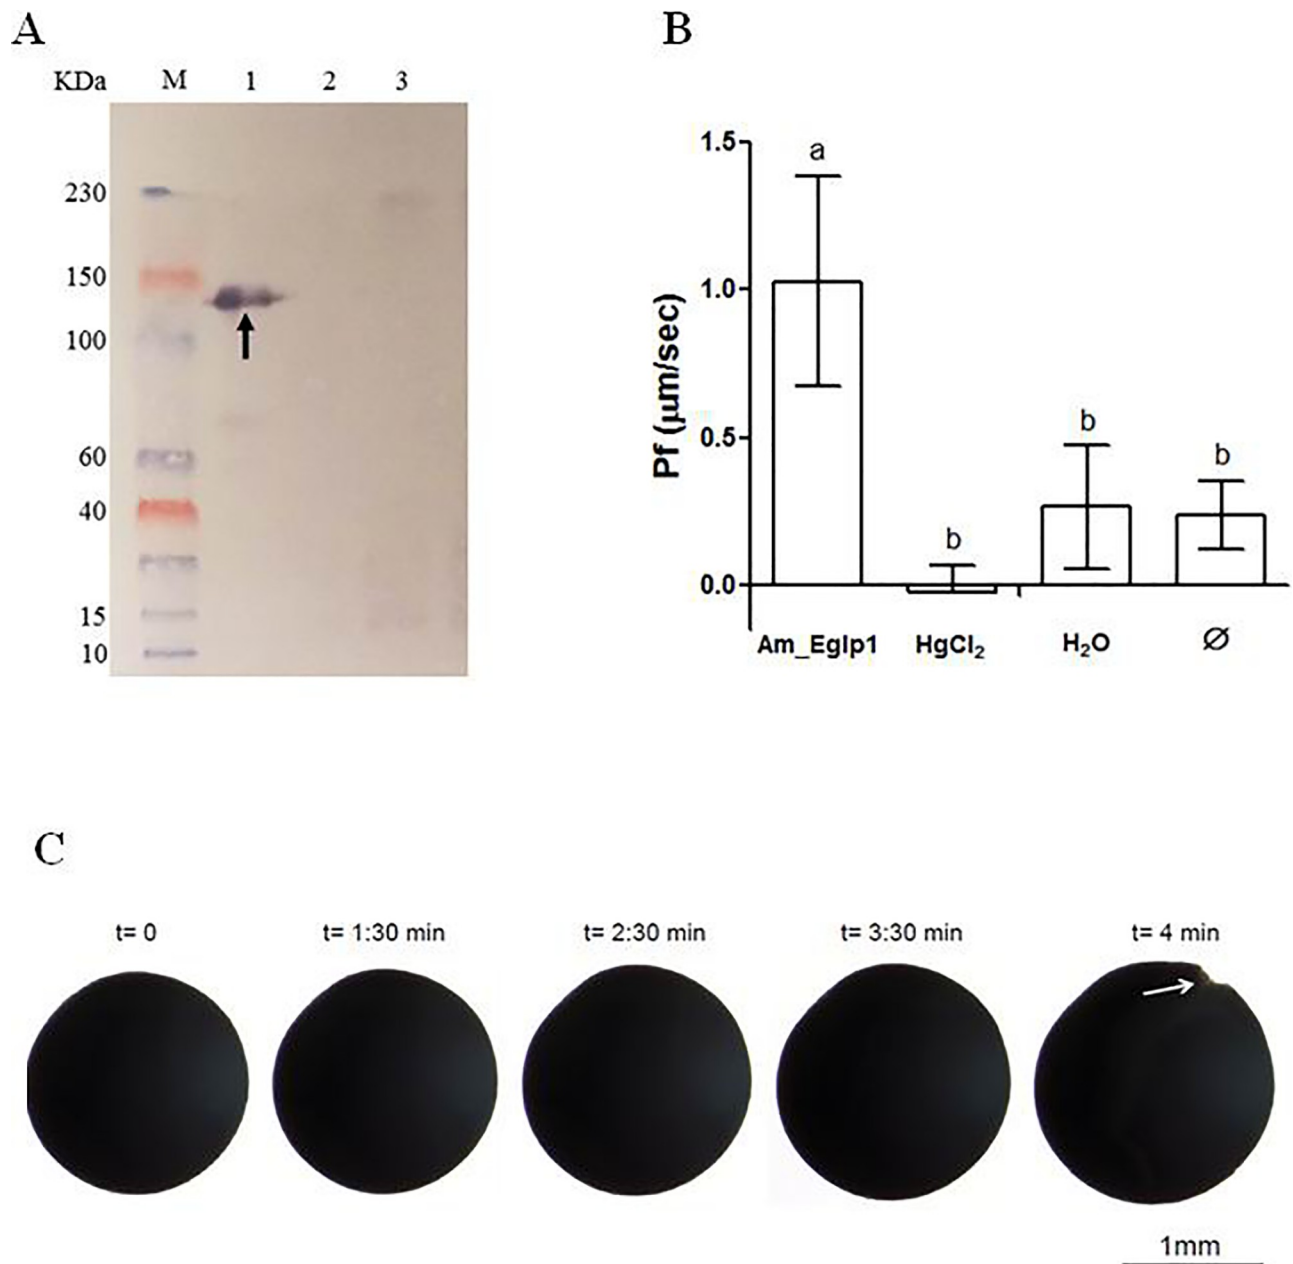 A
KDa M 1 2 3
230
150
100
60
40
15
10
B
Pf (μm/sec)
1.5
1.0
0.5
0.0
a
b
b
b
Am_Eglp1 HgCl₂ H₂O Ø
C
t= 0 t= 1:30 min t= 2:30 min t= 3:30 min t= 4 min
1mm